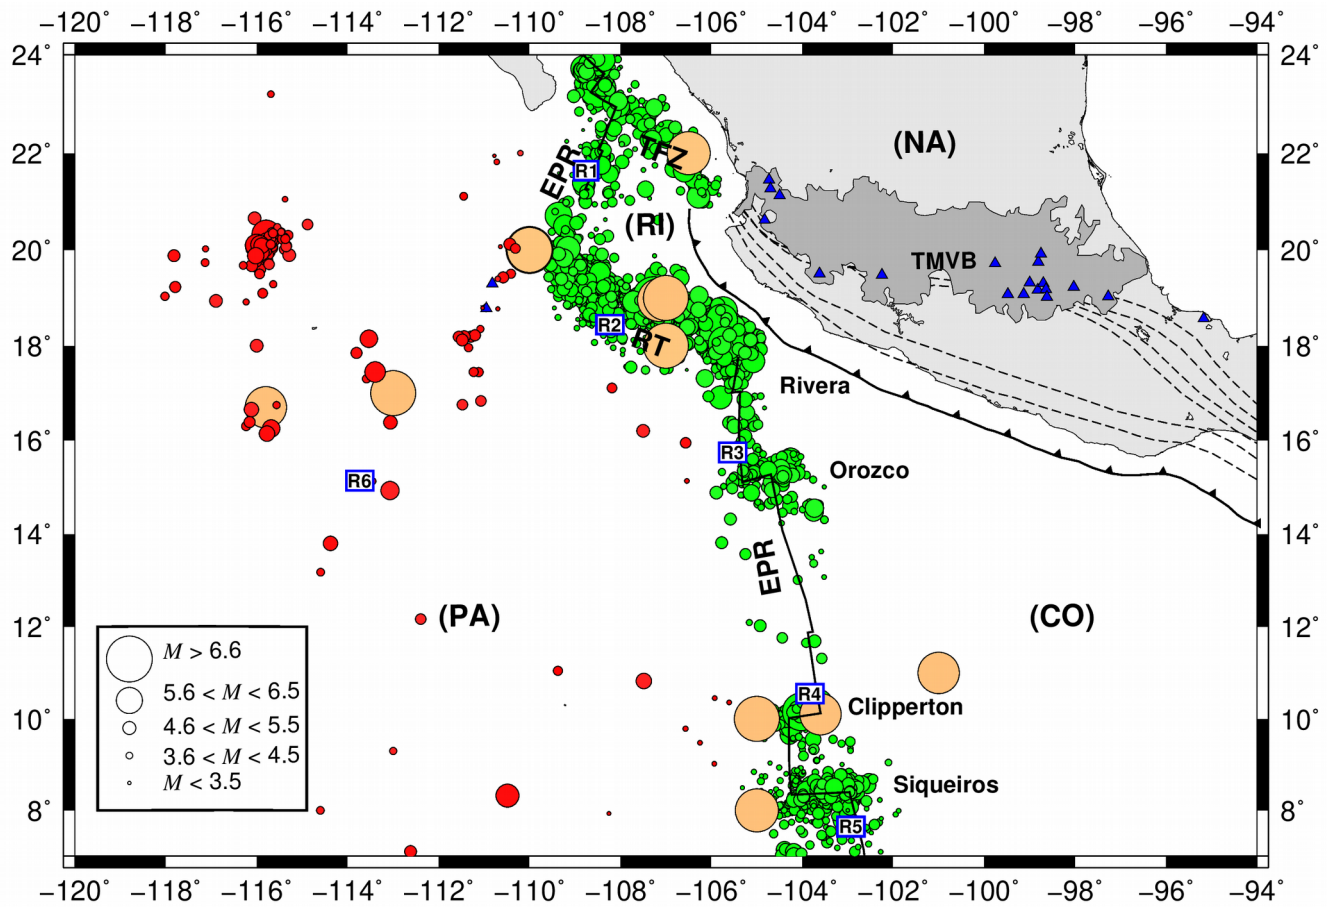 −120° −118° −116° −114° −112° −110° −108° −106° −104° −102° −100° −98° −96° −94°
24° 24°
(NA)
TFZ
22° 22°
R1
EPR
(RI)
20° TMVB 20°
R2
RT
18° 18°
Rivera
16° 16°
R3
Orozco
R6
14° 14°
EPR
(PA) (CO)
12° 12°
M > 6.6
5.6 < M < 6.5
R4
Clipperton
10° 4.6 < M < 5.5 10°
3.6 < M < 4.5
M < 3.5
Siqueiros
8° 8°
R5
−120° −118° −116° −114° −112° −110° −108° −106° −104° −102° −100° −98° −96° −94°